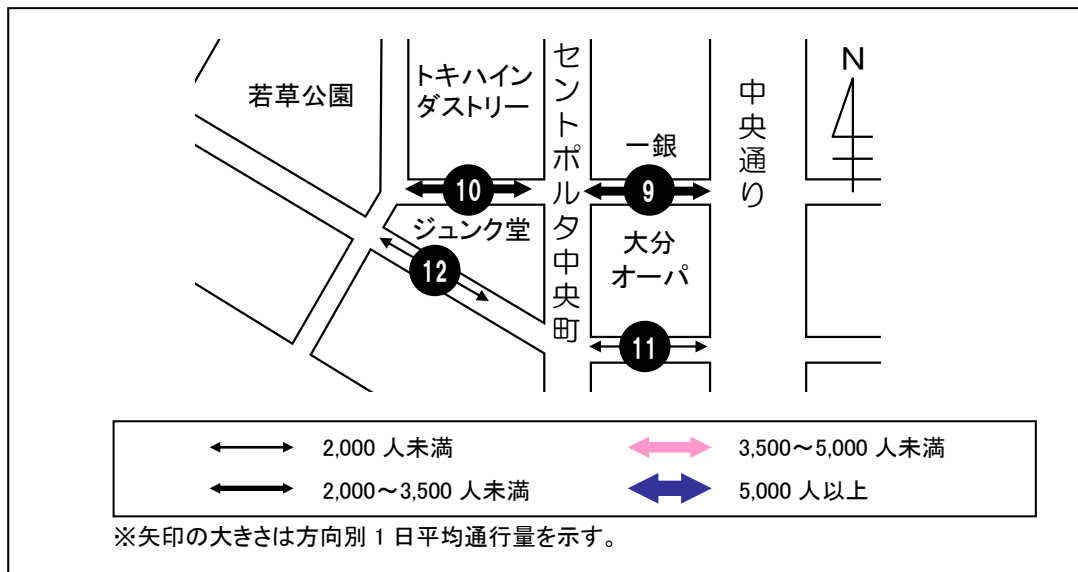 若草公園
トキハイン
ダストリー
セントポルタ中央町
一銀
中央通り
N
10
9
ジュンク堂
大分
オーパ
12
11
2,000 人未満
3,500～5,000 人未満
2,000～3,500 人未満
5,000 人以上
※矢印の大きさは方向別 1 日平均通行量を示す。